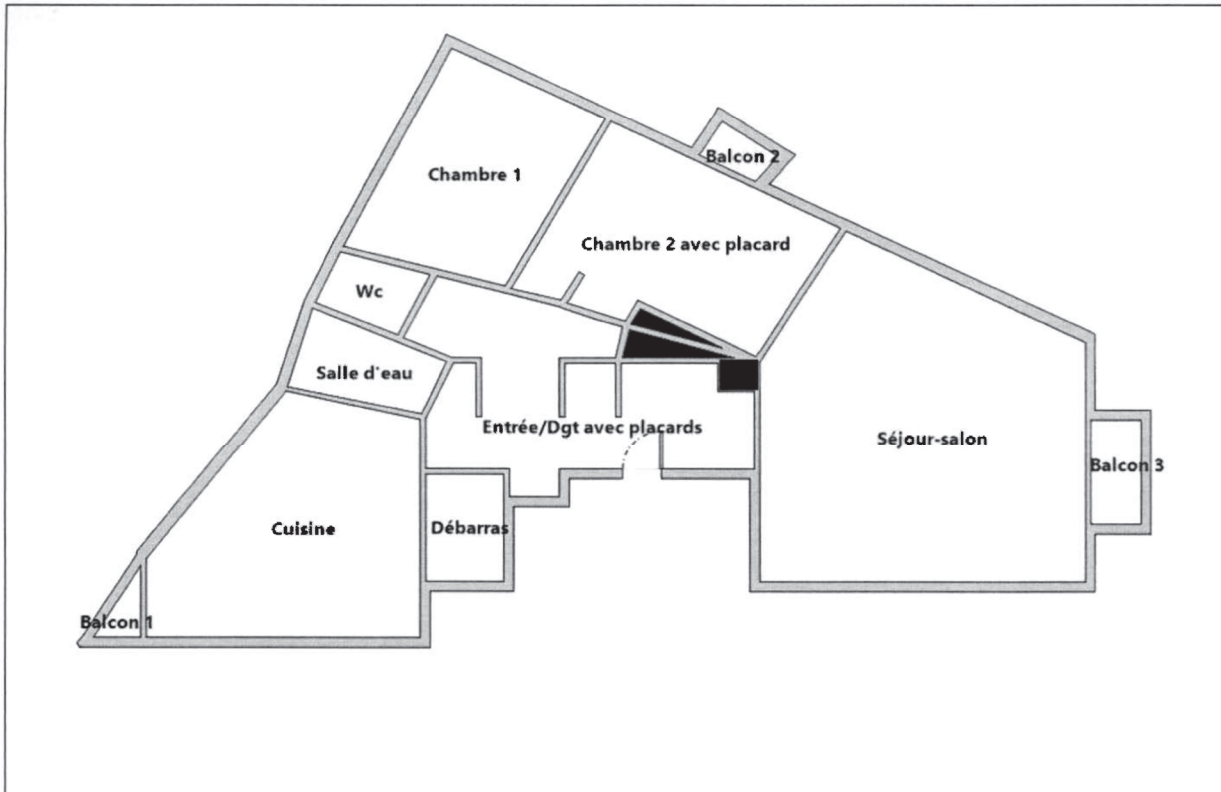 Balcon 2
Chambre 1
Chambre 2 avec placard
Wc
Salle d'eau
Entrée/Dgt avec placards
Séjour-salon
Balcon 3
Cuisine
Débarras
Balcon 1